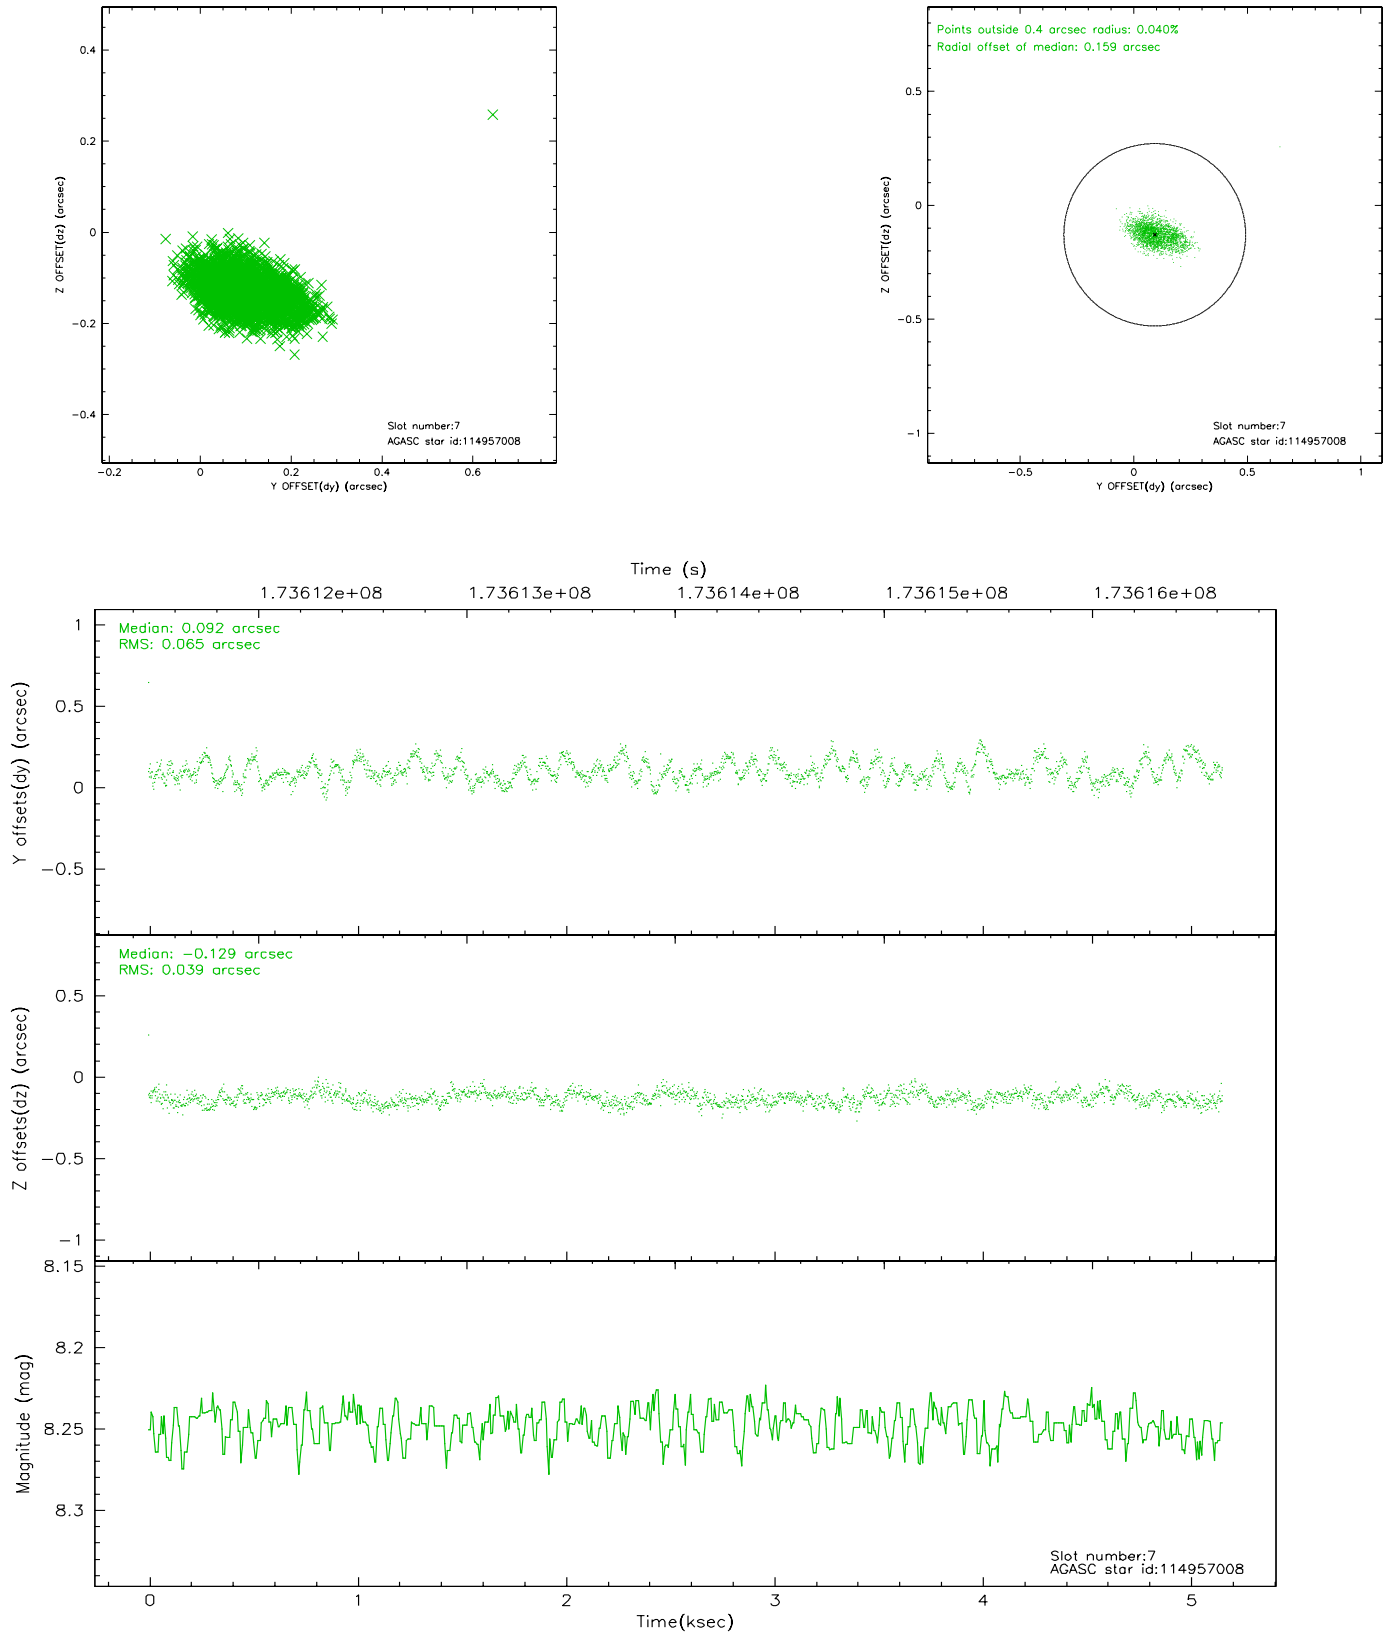 0.4
0.2
0
−0.2
−0.4
Z OFFSET(dz) (arcsec)
−0.2
0
0.2
0.4
0.6
Y OFFSET(dy) (arcsec)
Slot number:7
AGASC star id:114957008
Points outside 0.4 arcsec radius: 0.040%
Radial offset of median: 0.159 arcsec
0.5
0
−0.5
−1
Z OFFSET(dz) (arcsec)
−0.5
0
0.5
1
Y OFFSET(dy) (arcsec)
Slot number:7
AGASC star id:114957008
Time (s)
1.73612e+08
1.73613e+08
1.73614e+08
1.73615e+08
1.73616e+08
Median: 0.092 arcsec
RMS: 0.065 arcsec
1
0.5
0
−0.5
Y offsets(dy) (arcsec)
Median: −0.129 arcsec
RMS: 0.039 arcsec
0.5
0
−0.5
−1
Z offsets(dz) (arcsec)
8.15
8.2
8.25
8.3
Magnitude (mag)
Slot number:7
AGASC star id:114957008
0
1
2
3
4
5
Time(ksec)